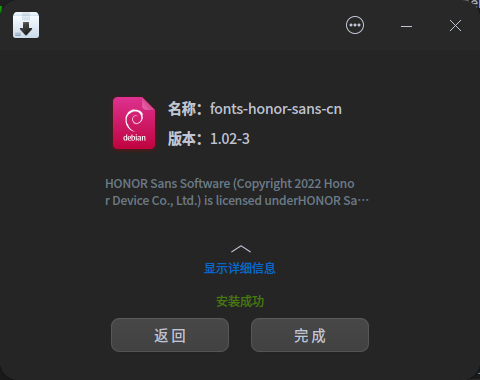 debian
名称：fonts-honor-sans-cn
版本：1.02-3
HONOR Sans Software (Copyright 2022 Hono
r Device Co., Ltd.) is licensed underHONOR Sa⋯
显示详细信息
安装成功
返回
完成